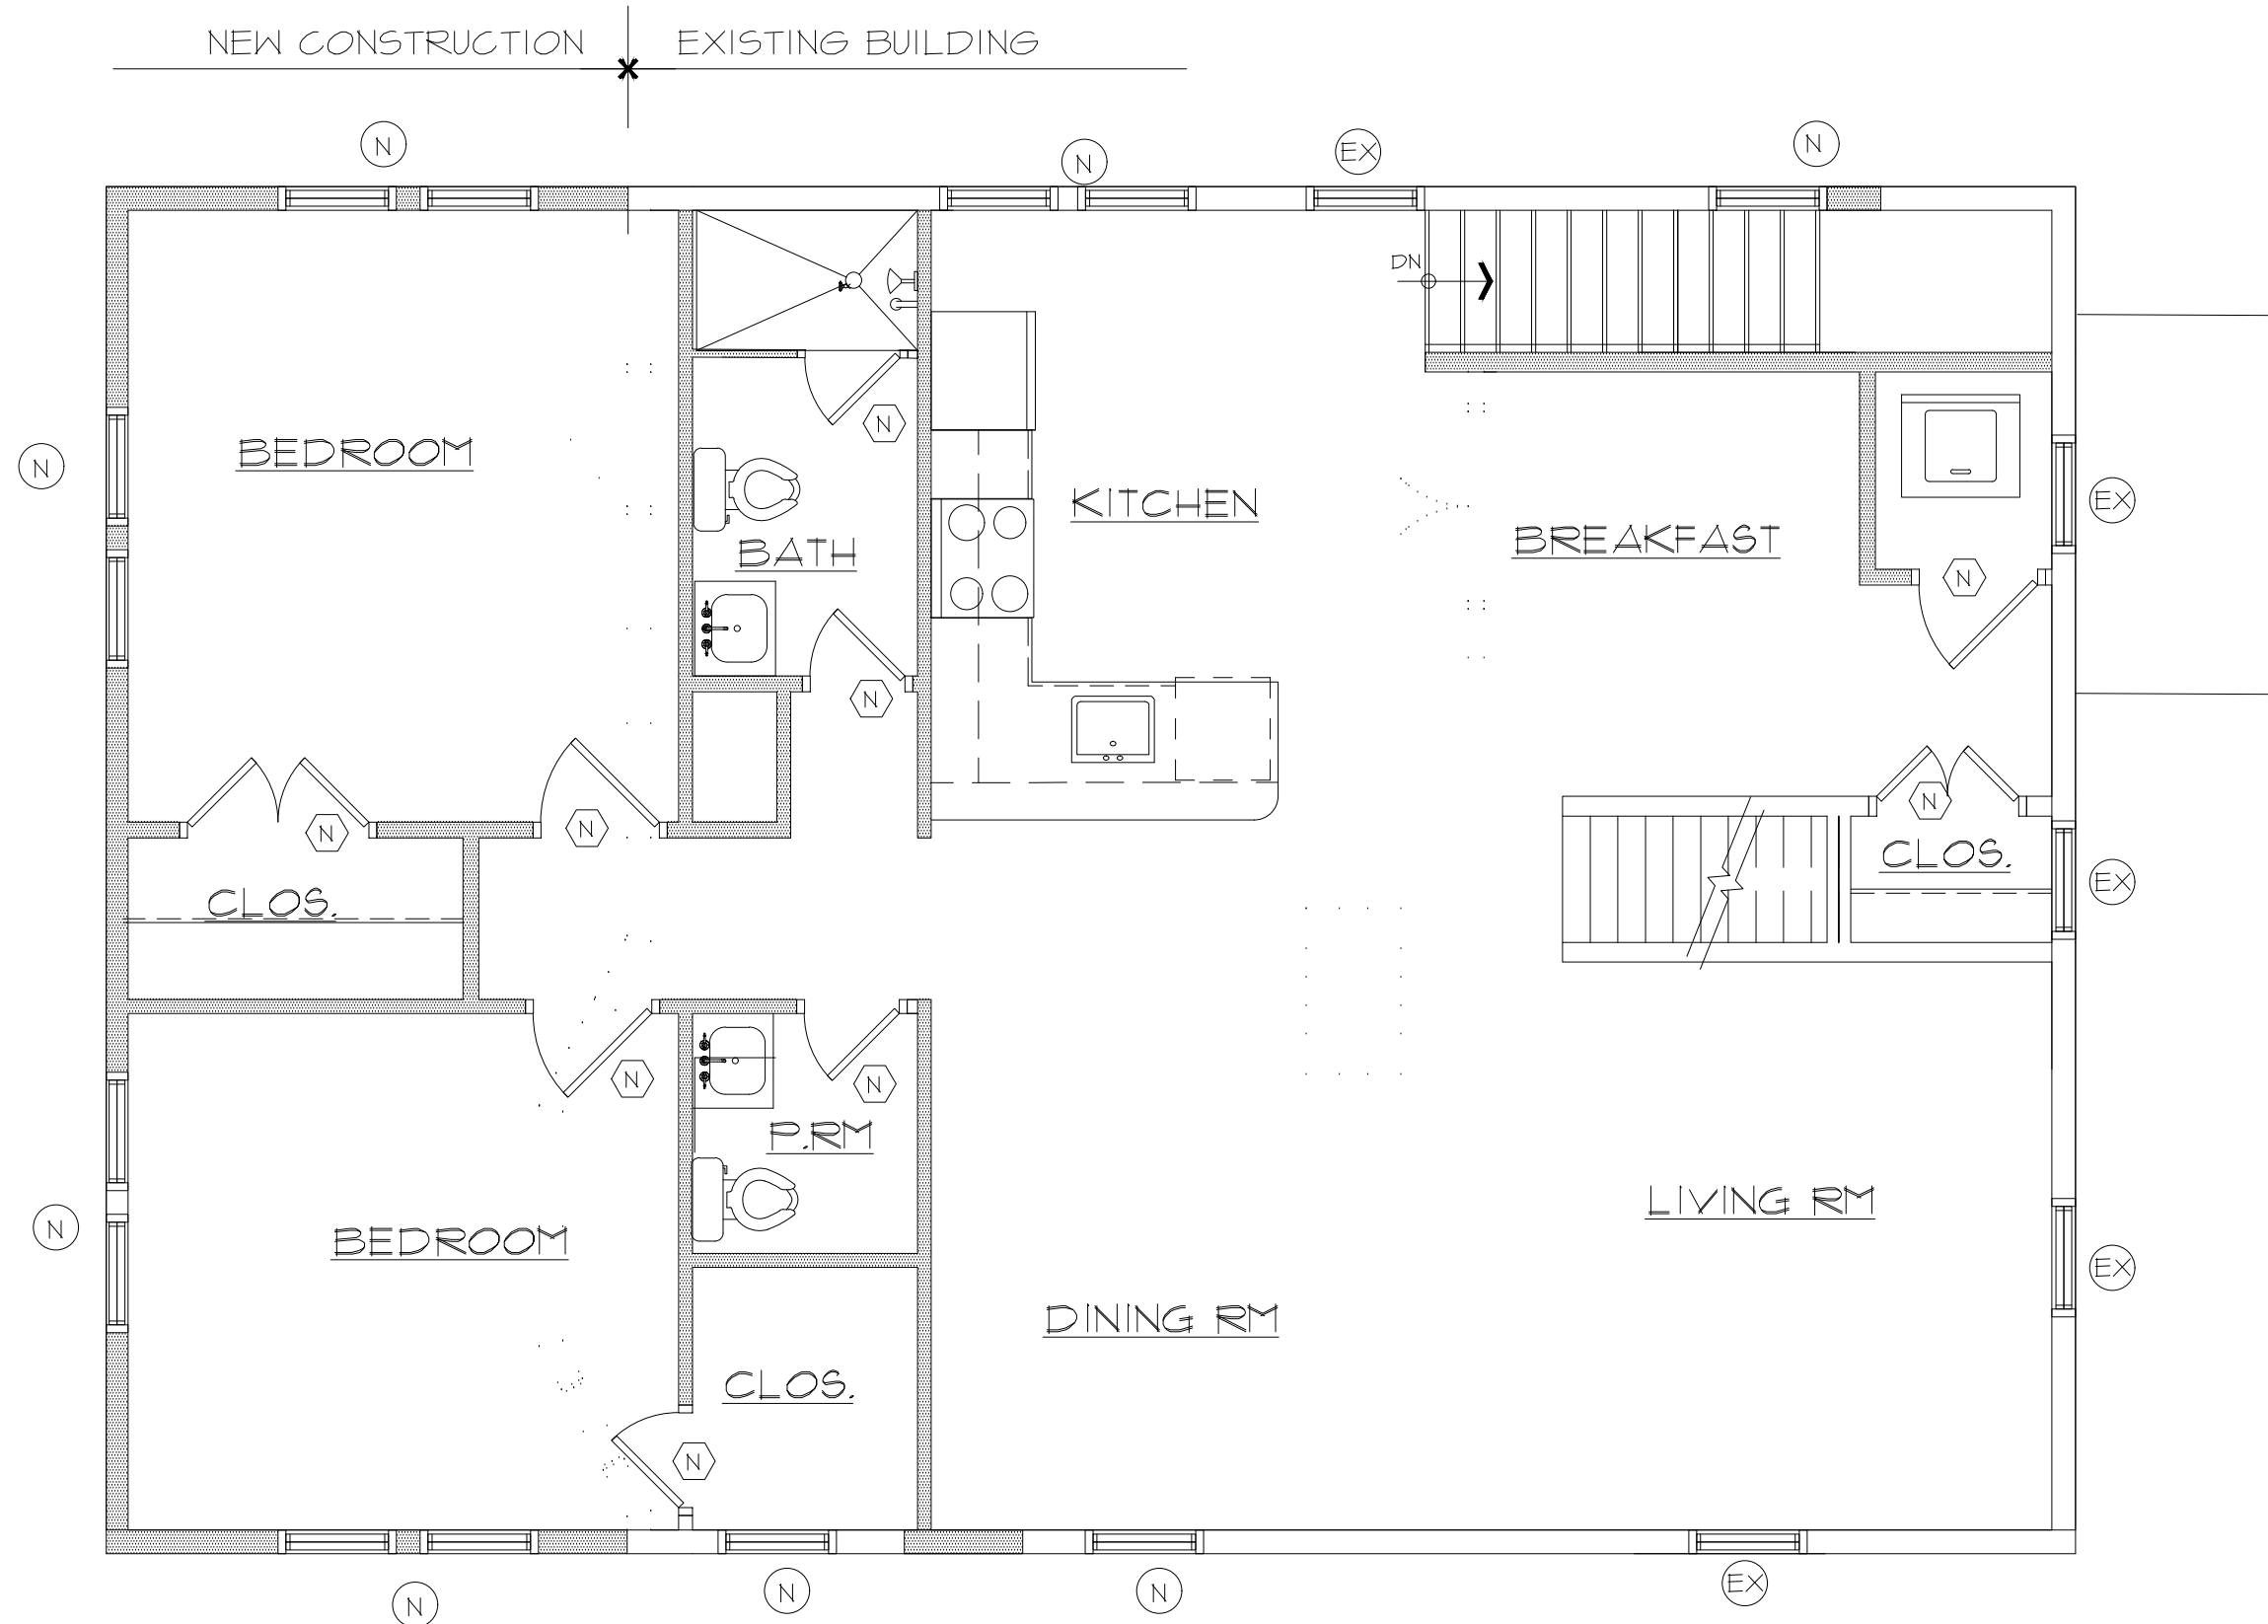 NEW CONSTRUCTION
EXISTING BUILDING
N
N
EX
N
DN
N
BEDROOM
N
KITCHEN
EX
BREAKFAST
BATH
N
N
N
N
N
CLOS.
EX
CLOS.
N
N
P.RM
LIVING RM
N
BEDROOM
EX
DINING RM
CLOS.
N
N
N
N
EX